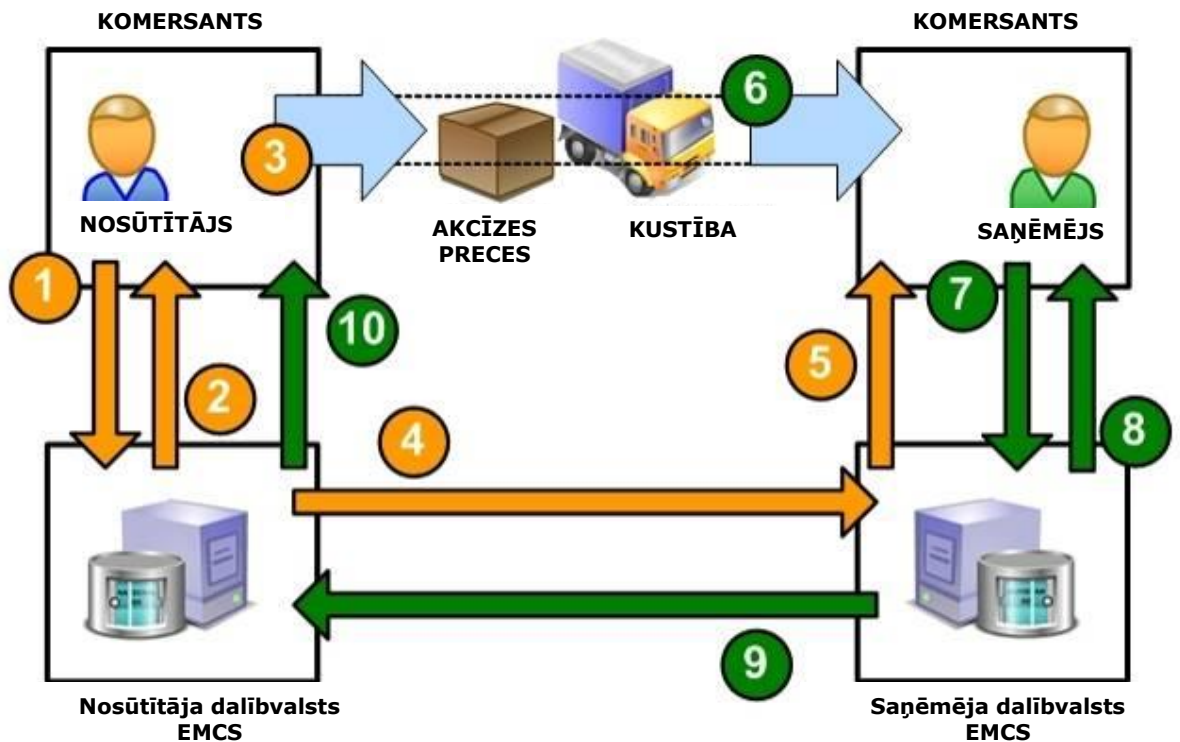 KOMERSANTS
KOMERSANTS
6
3
NOSŪTĪTĀJS
AKCĪZES
PRECES
KUSTĪBA
SAŅĒMĒJS
1
2
10
4
5
7
8
9
Nosūtītāja dalībvalsts
EMCS
Saņēmēja dalībvalsts
EMCS